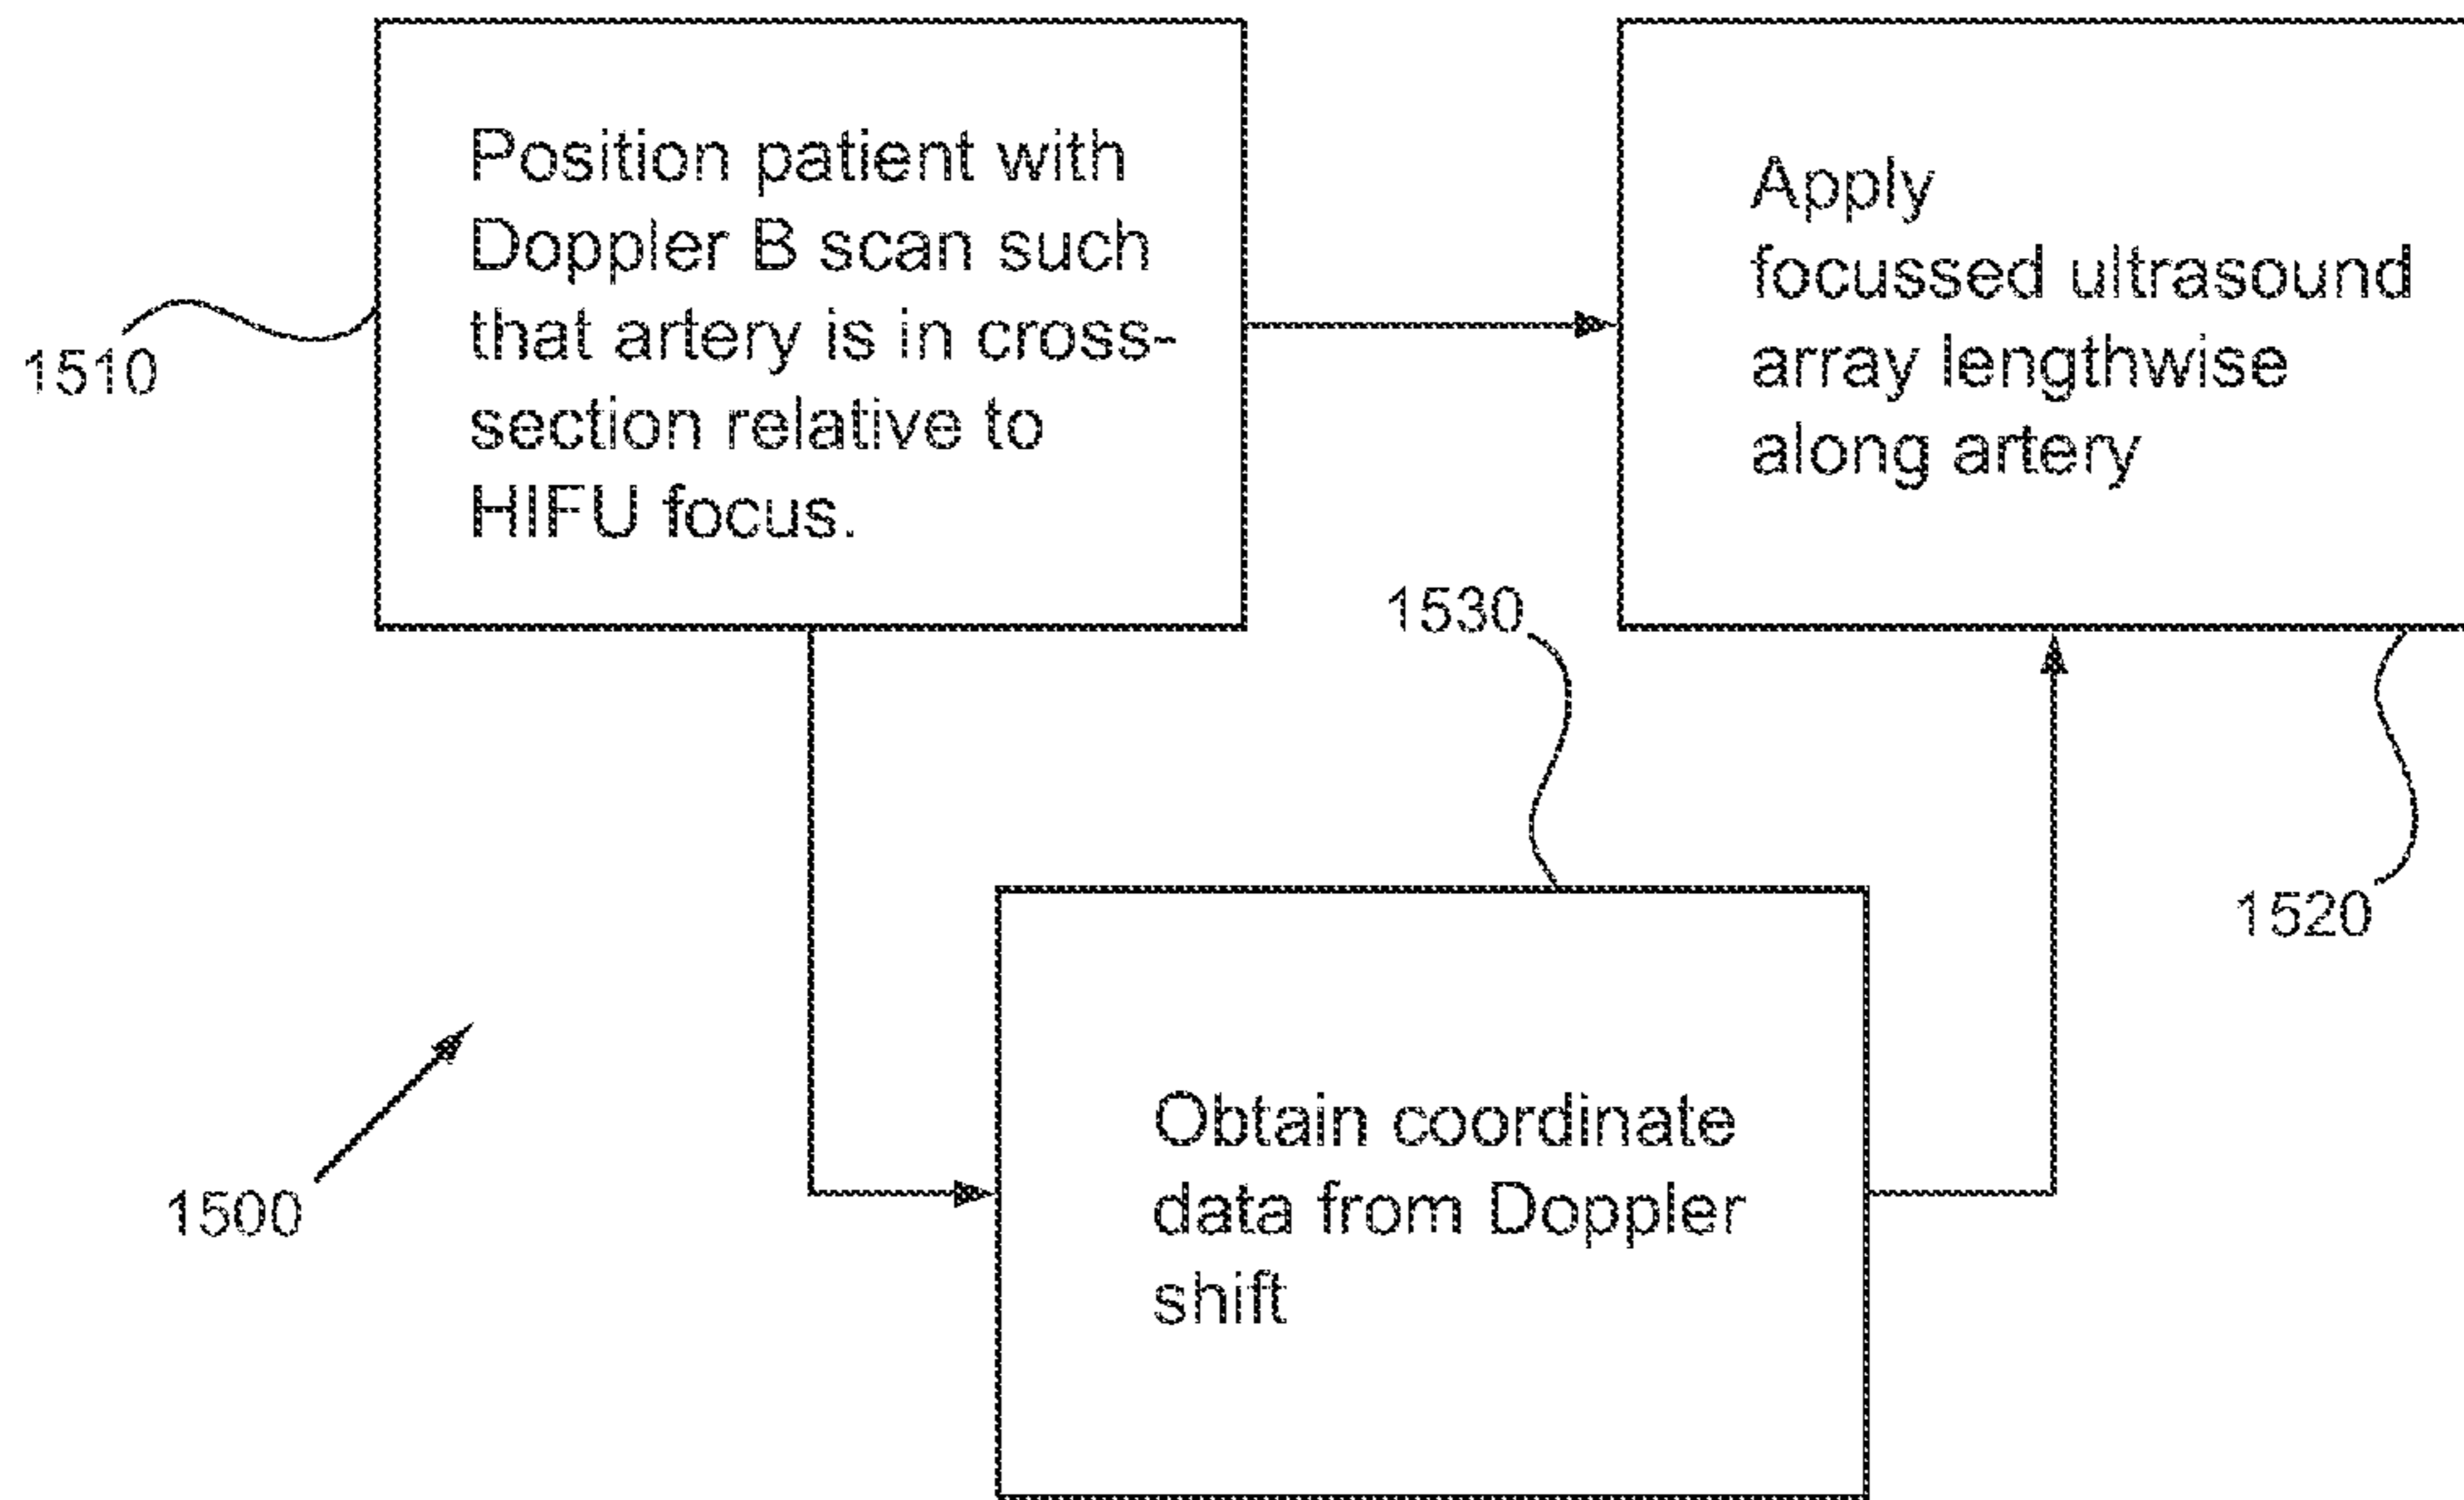 Position patient with
Doppler B scan such
that artery is in cross-
section relative to
HIFU focus.
1510
Apply
focussed ultrasound
array lengthwise
along artery
1530
1520
Obtain coordinate
data from Doppler
shift
1500